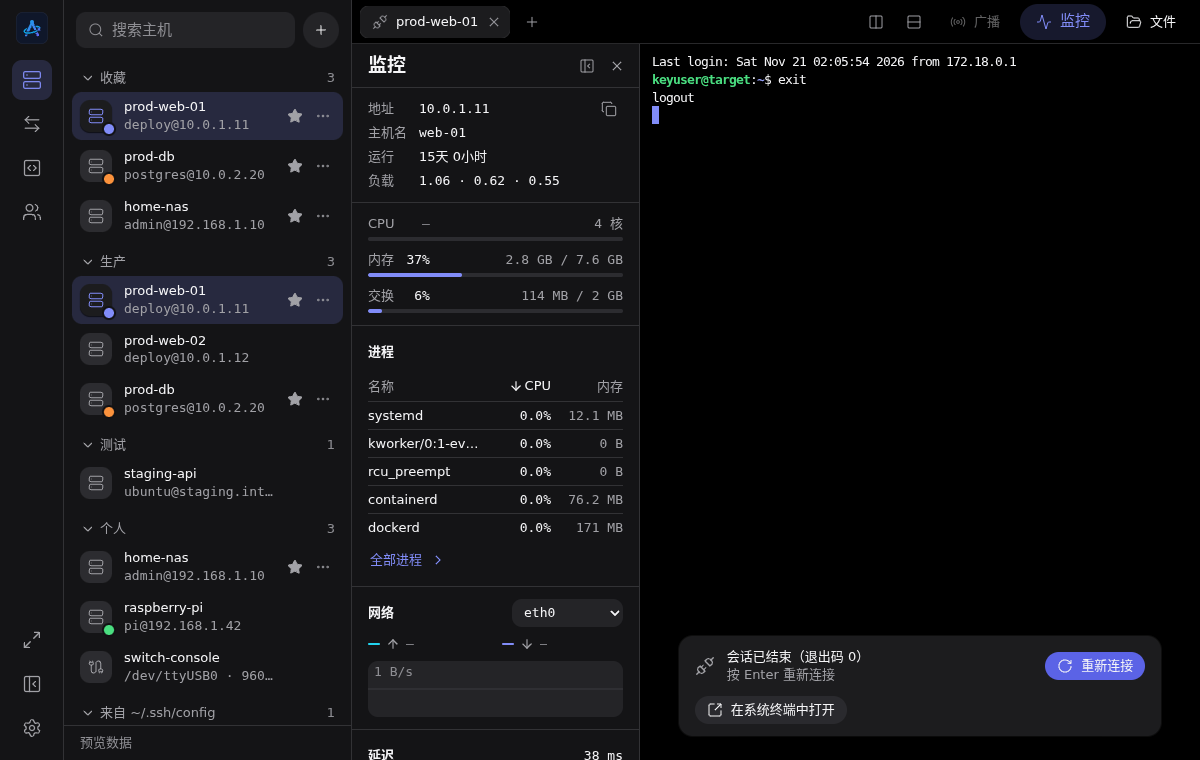 搜索主机
收藏 3
prod-web-01
deploy@10.0.1.11
prod-db
postgres@10.0.2.20
home-nas
admin@192.168.1.10
生产 3
prod-web-01
deploy@10.0.1.11
prod-web-02
deploy@10.0.1.12
prod-db
postgres@10.0.2.20
测试 1
staging-api
ubuntu@staging.int…
个人 3
home-nas
admin@192.168.1.10
raspberry-pi
pi@192.168.1.42
switch-console
/dev/ttyUSB0 · 960…
来自 ~/.ssh/config 1
预览数据
prod-web-01
广播 监控 文件
监控
地址 10.0.1.11
主机名 web-01
运行 15天 0小时
负载 1.06 · 0.62 · 0.55
CPU — 4 核
内存 37% 2.8 GB / 7.6 GB
交换 6% 114 MB / 2 GB
进程
名称 CPU 内存
systemd 0.0% 12.1 MB
kworker/0:1-ev… 0.0% 0 B
rcu_preempt 0.0% 0 B
containerd 0.0% 76.2 MB
dockerd 0.0% 171 MB
全部进程
网络 eth0
— —
1 B/s
延迟 38 ms
Last login: Sat Nov 21 02:05:54 2026 from 172.18.0.1
keyuser@target:~$ exit
logout
会话已结束（退出码 0）
按 Enter 重新连接
重新连接
在系统终端中打开